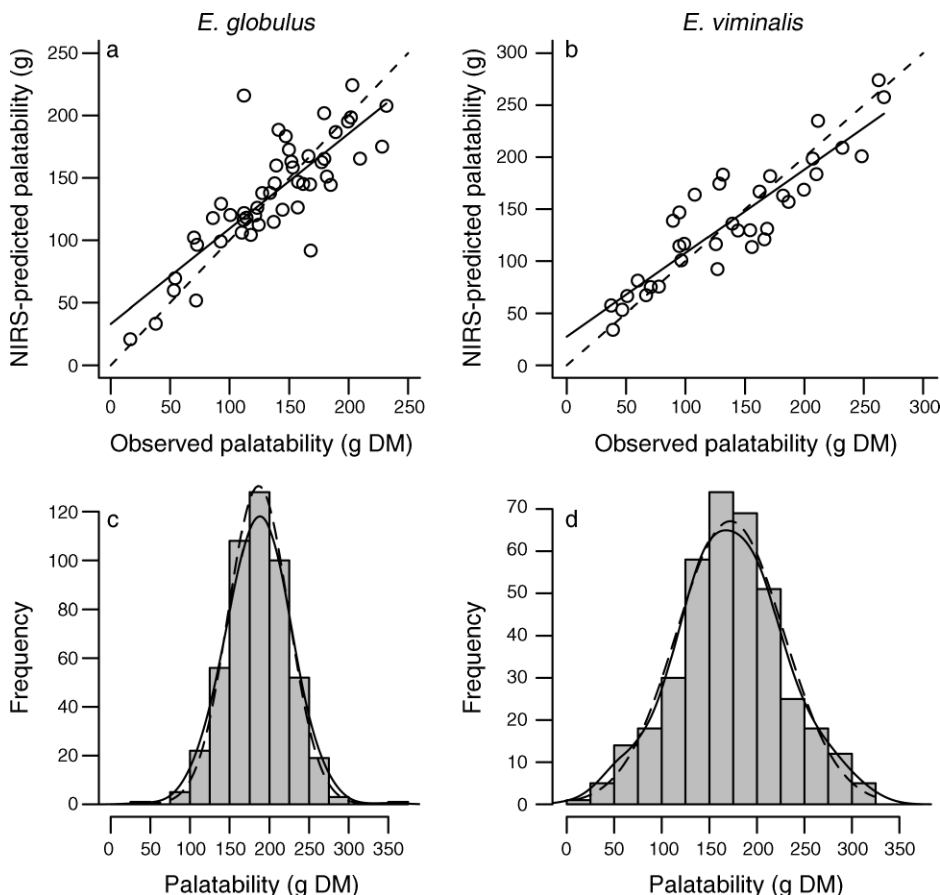 E. globulus
E. viminalis
a
NIRS-predicted palatability (g)
250
200
150
100
50
0
0 50 100 150 200 250
Observed palatability (g DM)
b
NIRS-predicted palatability (g)
300
250
200
150
100
50
0
0 50 100 150 200 250 300
Observed palatability (g DM)
c
Frequency
120
100
80
60
40
20
0
0 50 100 150 200 250 300 350
Palatability (g DM)
d
Frequency
70
60
50
40
30
20
10
0
0 50 100 150 200 250 300 350
Palatability (g DM)